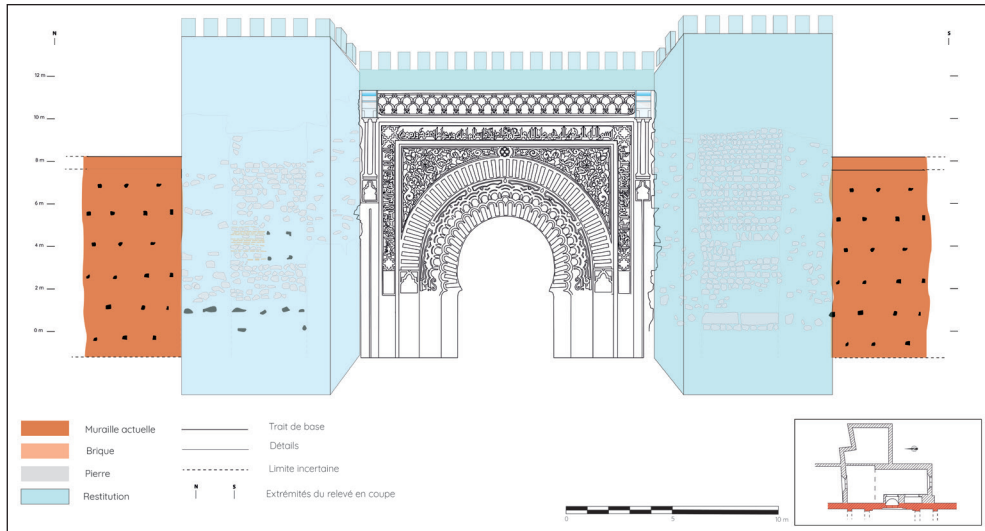 N
S
12 m
10 m
8 m
6 m
4 m
2 m
0 m
Muraille actuelle
Brique
Pierre
Restitution
Trait de base
Détails
Limite incertaine
N S
Extrémités du relevé en coupe
0 5 10 m